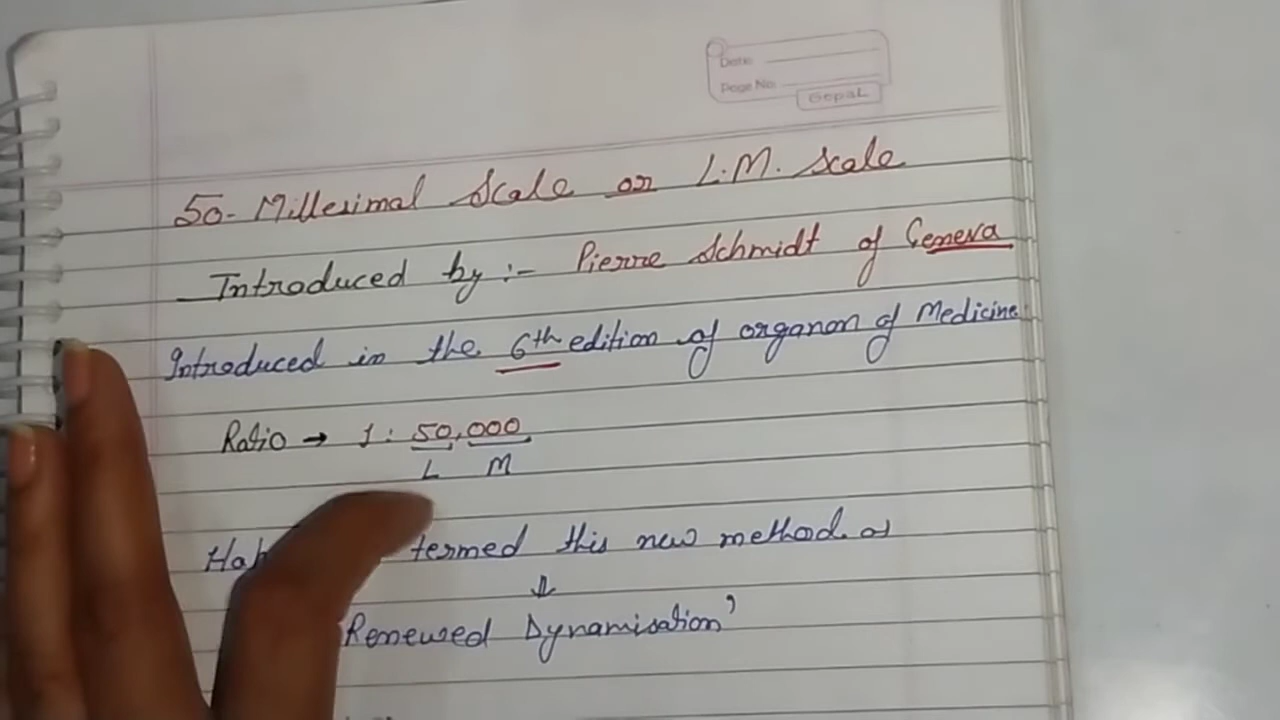 Date
Page No.
GopaL
50-Millesimal Scale or L.M. Scale
Introduced by :- Pierre Schmidt of Geneva
Introduced in the 6th edition of organon of Medicine
Ratio → 1 : 50,000
L M
termed this new method as
↓
Renewed Dynamisation’